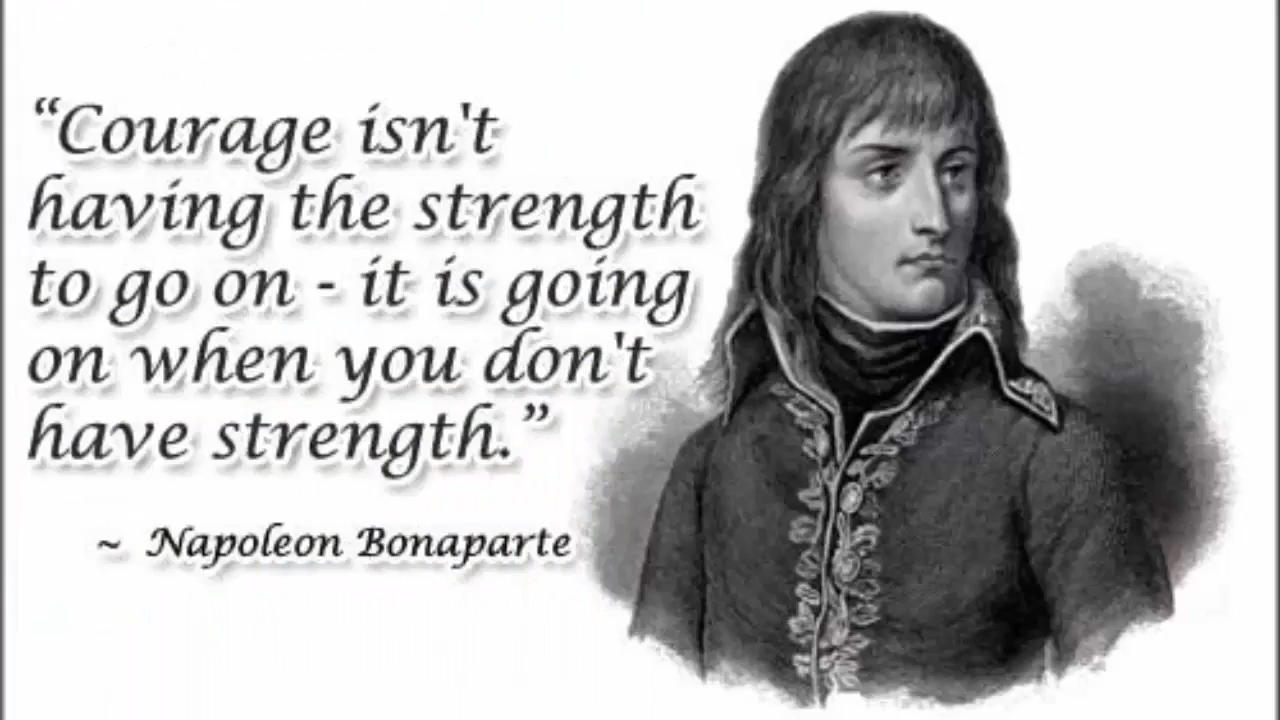 “Courage isn't
having the strength
to go on - it is going
on when you don't
have strength.”
~ Napoleon Bonaparte